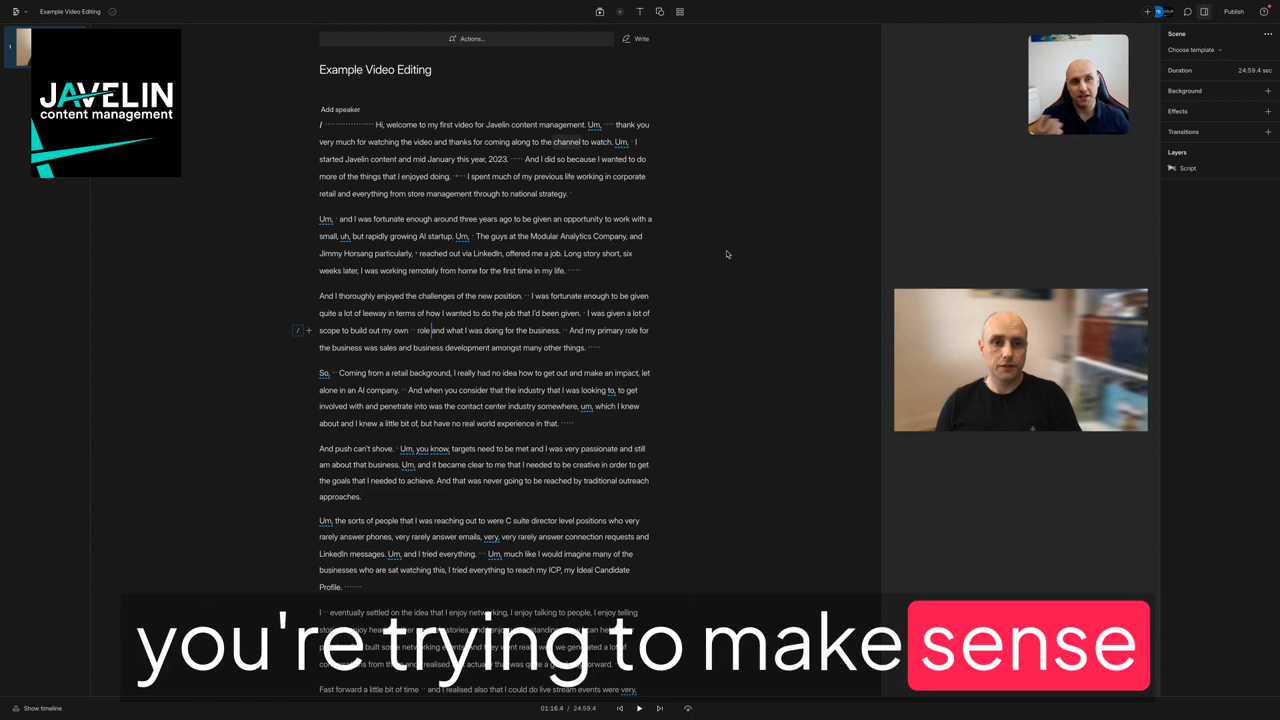 Example Video Editing
Publish
JAVELIN
content management
1
Actions...
Write
Example Video Editing
Add speaker
/ Hi, welcome to my first video for Javelin content management. Um, thank you
very much for watching the video and thanks for coming along to the channel to watch. Um, I
started Javelin content and mid January this year, 2023. And I did so because I wanted to do
more of the things that I enjoyed doing. I spent much of my previous life working in corporate
retail and everything from store management through to national strategy.
Um, and I was fortunate enough around three years ago to be given an opportunity to work with a
small, uh, but rapidly growing AI startup. Um, The guys at the Modular Analytics Company, and
Jimmy Horsang particularly, reached out via LinkedIn, offered me a job. Long story short, six
weeks later, I was working remotely from home for the first time in my life.
And I thoroughly enjoyed the challenges of the new position. I was fortunate enough to be given
quite a lot of leeway in terms of how I wanted to do the job that I'd been given. I was given a lot of
/ + scope to build out my own role and what I was doing for the business. And my primary role for
the business was sales and business development amongst many other things.
So, Coming from a retail background, I really had no idea how to get out and make an impact, let
alone in an AI company. And when you consider that the industry that I was looking to, to get
involved with and penetrate into was the contact center industry somewhere, um, which I knew
about and I knew a little bit of, but have no real world experience in that.
And push can't shove. Um, you know, targets need to be met and I was very passionate and still
am about that business. Um, and it became clear to me that I needed to be creative in order to get
the goals that I needed to achieve. And that was never going to be reached by traditional outreach
approaches.
Um, the sorts of people that I was reaching out to were C suite director level positions who very
rarely answer phones, very rarely answer emails, very, very rarely answer connection requests and
LinkedIn messages. Um, and I tried everything. Um, much like I would imagine many of the
businesses who are sat watching this, I tried everything to reach my ICP, my Ideal Candidate
Profile.
I eventually settled on the idea that I enjoy networking, I enjoy talking to people, I enjoy telling
Fast forward a little bit of time and I realised also that I could do live stream events were very,
you're trying to make sense
Scene
Choose template
Duration 24:59.4 sec
Background +
Effects +
Transitions +
Layers
Script
Show timeline
01:16.4 / 24:59.4